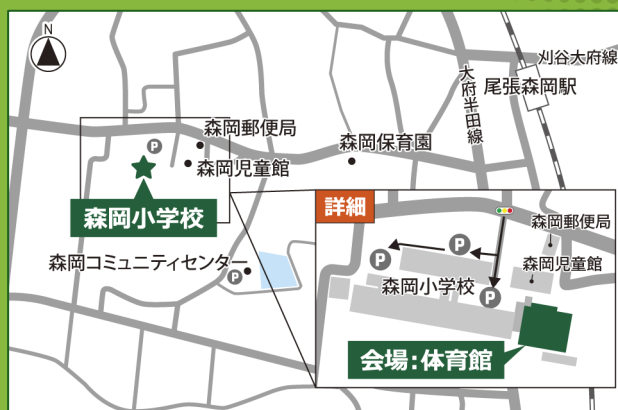 N
刈谷大府線
尾張森岡駅
大府半田線
森岡郵便局
P
森岡保育園
森岡児童館
森岡小学校
森岡コミュニティセンター
P
詳細
森岡郵便局
P
P
森岡児童館
森岡小学校
P
会場:体育館